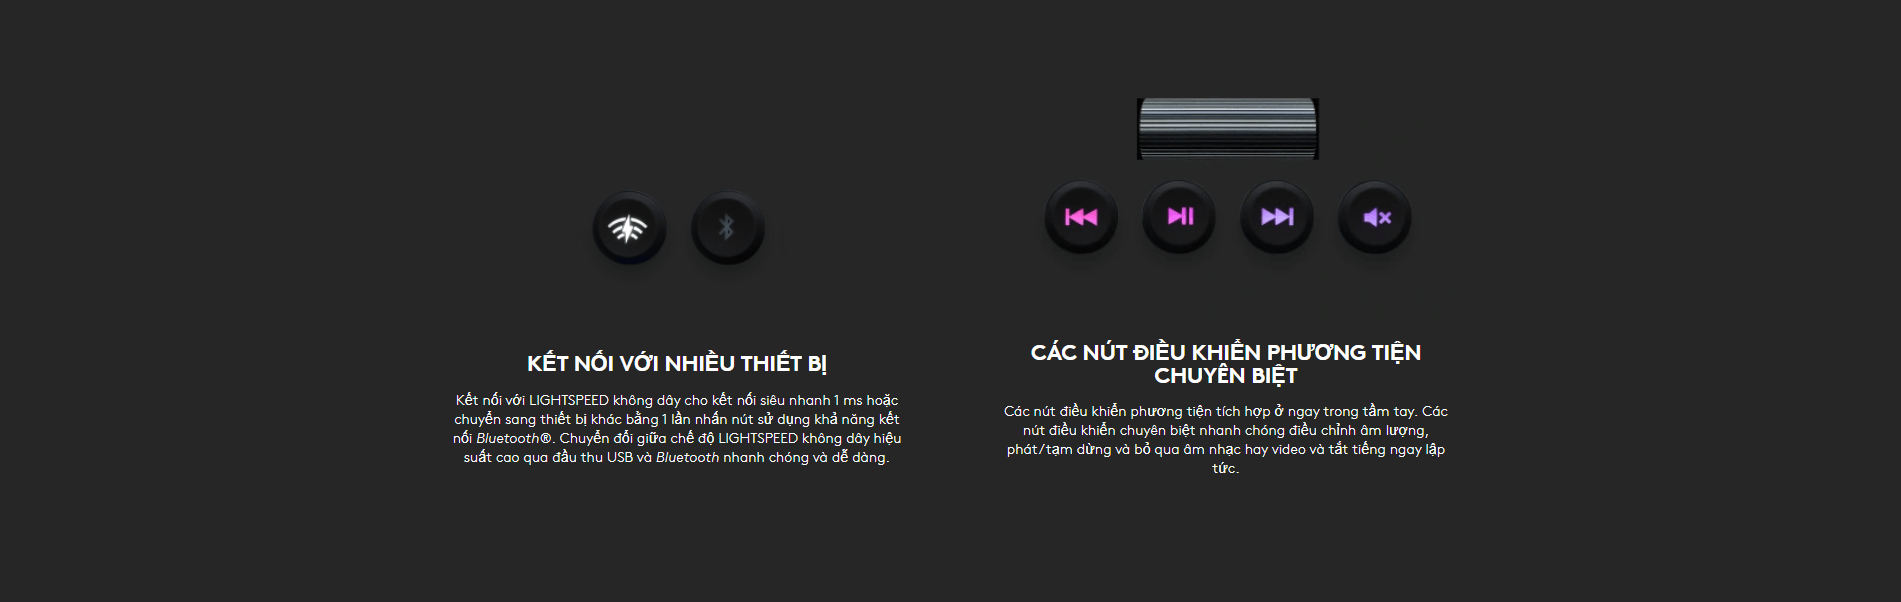 KẾT NỐI VỚI NHIỀU THIẾT BỊ
Kết nối với LIGHTSPEED không dây cho kết nối siêu nhanh 1 ms hoặc
chuyển sang thiết bị khác bằng 1 lần nhấn nút sử dụng khả năng kết
nối Bluetooth®. Chuyển đổi giữa chế độ LIGHTSPEED không dây hiệu
suất cao qua đầu thu USB và Bluetooth nhanh chóng và dễ dàng.
CÁC NÚT ĐIỀU KHIỂN PHƯƠNG TIỆN
CHUYÊN BIỆT
Các nút điều khiển phương tiện tích hợp ở ngay trong tầm tay. Các
nút điều khiển chuyên biệt nhanh chóng điều chỉnh âm lượng,
phát/tạm dừng và bỏ qua âm nhạc hay video và tắt tiếng ngay lập
tức.